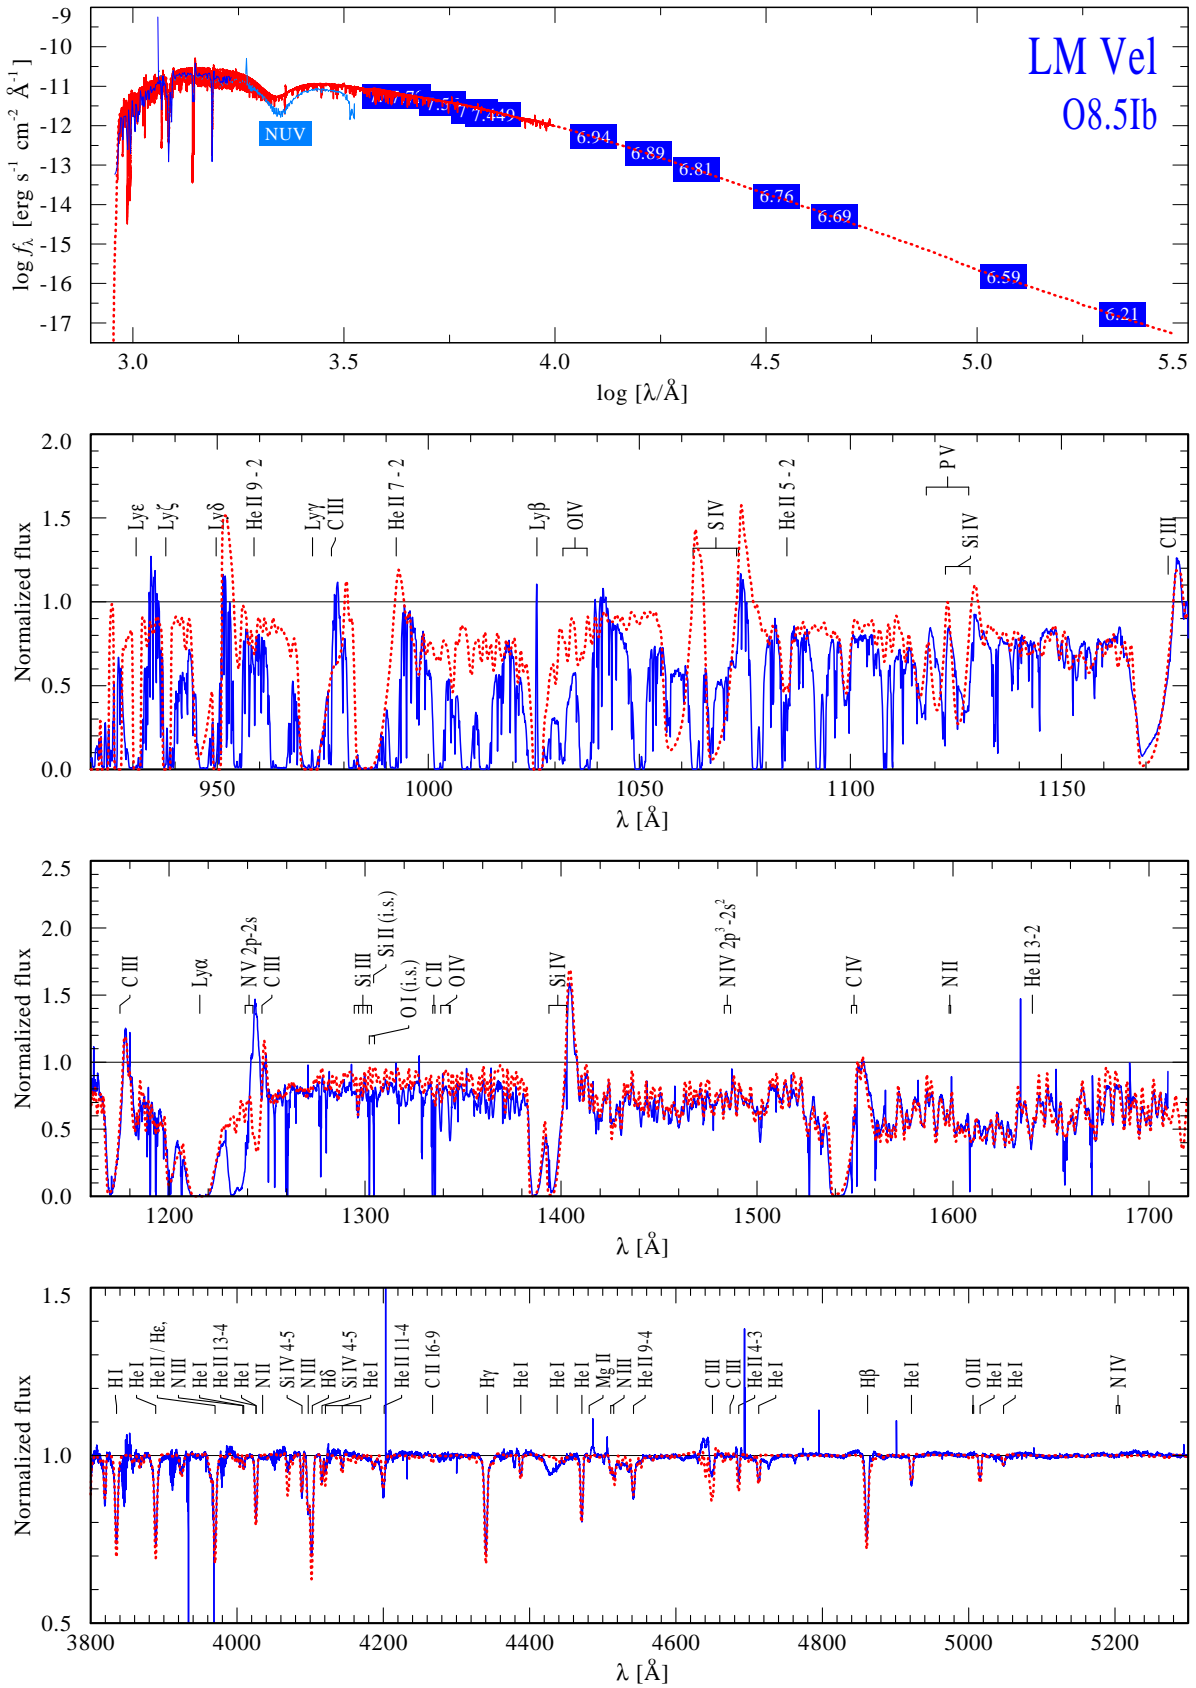 LM Vel
O8.5Ib
-9
-10
-11
-12
-13
-14
-15
-16
-17
log fλ [erg s⁻¹ cm⁻² Å⁻¹]
NUV
7.449
6.94
6.89
6.81
6.76
6.69
6.59
6.21
3.0 3.5 4.0 4.5 5.0 5.5
log [λ/Å]
2.0
1.5
1.0
0.5
0.0
Normalized flux
Lyε
Lyζ
Lyδ
He II 9 - 2
Lyγ
C III
He II 7 - 2
Lyβ
OIV
S IV
He II 5 - 2
P V
Si IV
C III
950 1000 1050 1100 1150
λ [Å]
2.5
2.0
1.5
1.0
0.5
0.0
Normalized flux
C III
Lyα
N V 2p-2s
C III
Si III
Si II (i.s.)
O I (i.s.)
C II
O IV
Si IV
N IV 2p³-2s²
C IV
N II
He II 3-2
1200 1300 1400 1500 1600 1700
λ [Å]
1.5
1.0
0.5
Normalized flux
H I
He I
He II / Hε,
N III
He I
He II 13-4
He I
N II
Si IV 4-5
N III
Hδ
Si IV 4-5
He I
He II 11-4
C II 16-9
Hγ
He I
He I
He I
Mg II
N III
He II 9-4
C III
C III
He II 4-3
He I
Hβ
He I
O III
He I
He I
N IV
3800 4000 4200 4400 4600 4800 5000 5200
λ [Å]